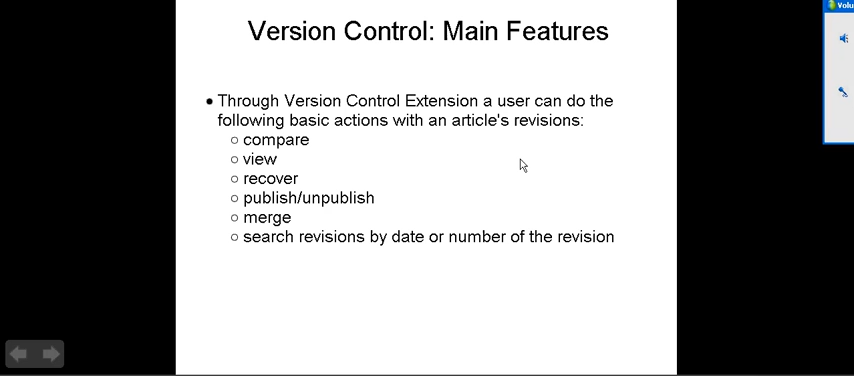 Version Control: Main Features
Volu
• Through Version Control Extension a user can do the
following basic actions with an article's revisions:
○ compare
○ view
○ recover
○ publish/unpublish
○ merge
○ search revisions by date or number of the revision